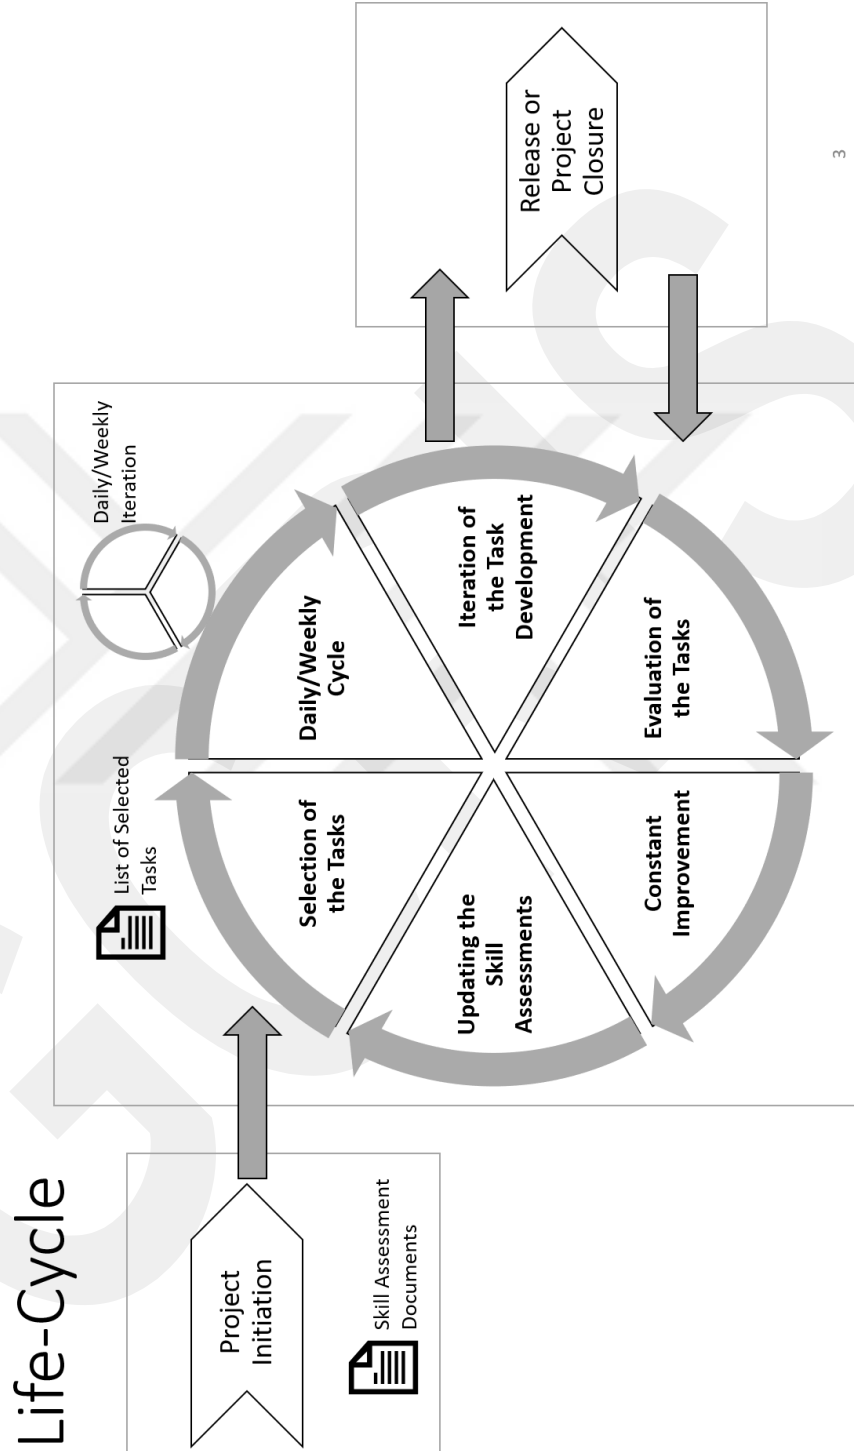 Life-Cycle
Project
Initiation
Skill Assessment
Documents
List of Selected
Tasks
Daily/Weekly
Iteration
Selection of
the Tasks
Daily/Weekly
Cycle
Iteration of
the Task
Development
Evaluation of
the Tasks
Constant
Improvement
Updating the
Skill
Assessments
Release or
Project
Closure
3